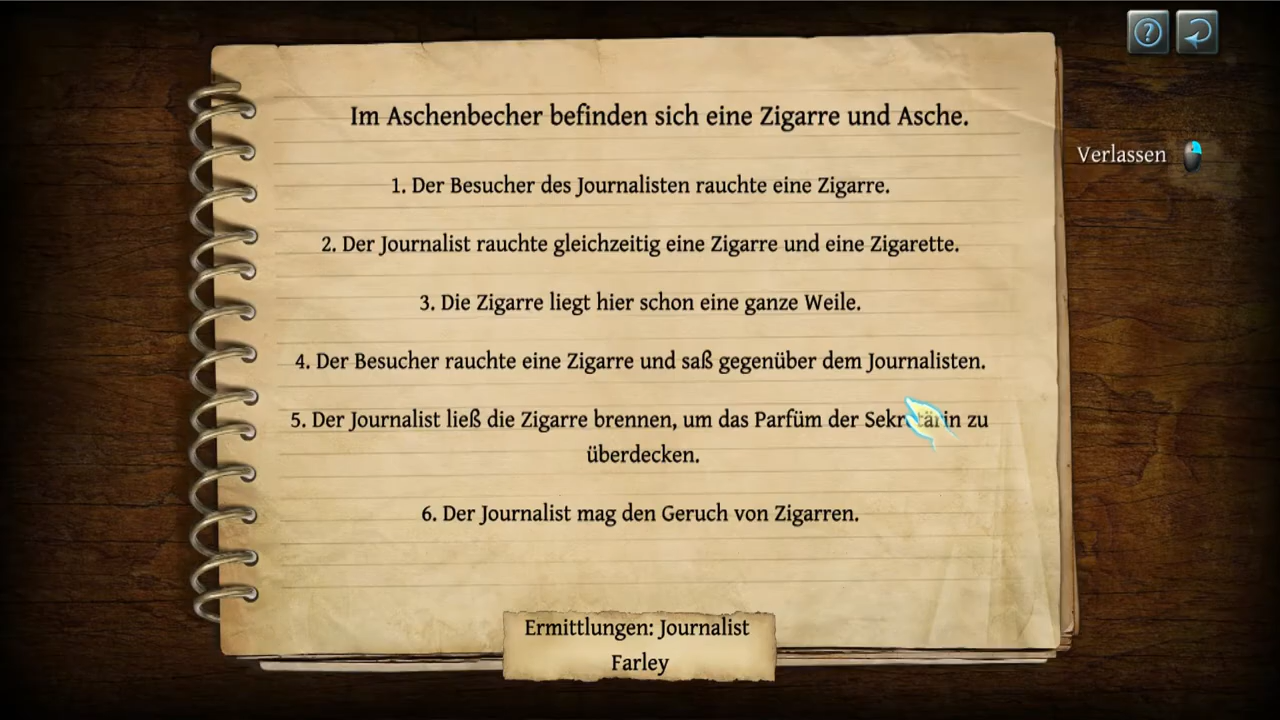 Im Aschenbecher befinden sich eine Zigarre und Asche.
Verlassen
1. Der Besucher des Journalisten rauchte eine Zigarre.
2. Der Journalist rauchte gleichzeitig eine Zigarre und eine Zigarette.
3. Die Zigarre liegt hier schon eine ganze Weile.
4. Der Besucher rauchte eine Zigarre und saß gegenüber dem Journalisten.
5. Der Journalist ließ die Zigarre brennen, um das Parfüm der Sekretärin zu
überdecken.
6. Der Journalist mag den Geruch von Zigarren.
Ermittlungen: Journalist
Farley